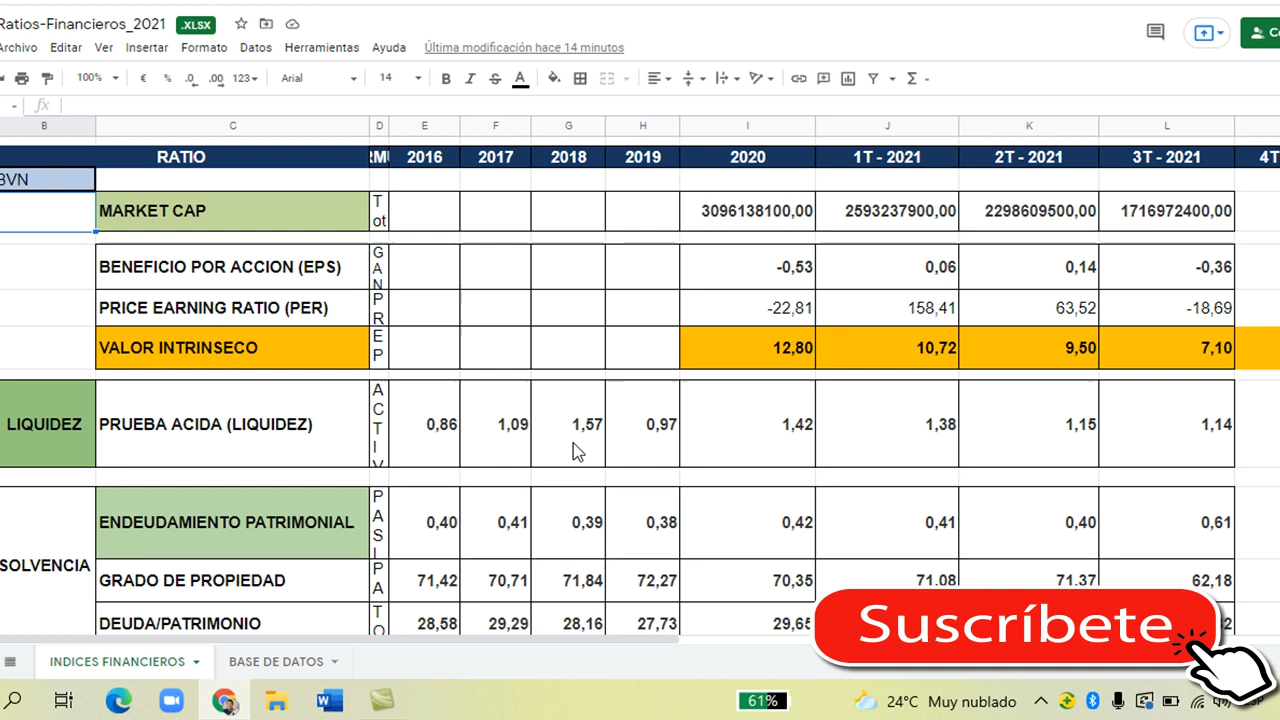 Ratios-Financieros_2021 .XLSX
Archivo Editar Ver Insertar Formato Datos Herramientas Ayuda Última modificación hace 14 minutos
100% € % .0 .00 123 Arial 14 B I S A Σ
fx
B C D E F G H I J K L
RATIO 2016 2017 2018 2019 2020 1T - 2021 2T - 2021 3T - 2021 4T
BVN
MARKET CAP T ot 3096138100,00 2593237900,00 2298609500,00 1716972400,00
BENEFICIO POR ACCION (EPS) G A N -0,53 0,06 0,14 -0,36
PRICE EARNING RATIO (PER) P R -22,81 158,41 63,52 -18,69
VALOR INTRINSECO E P 12,80 10,72 9,50 7,10
LIQUIDEZ PRUEBA ACIDA (LIQUIDEZ) A C T I V 0,86 1,09 1,57 0,97 1,42 1,38 1,15 1,14
ENDEUDAMIENTO PATRIMONIAL P A S I 0,40 0,41 0,39 0,38 0,42 0,41 0,40 0,61
SOLVENCIA GRADO DE PROPIEDAD P A 71,42 70,71 71,84 72,27 70,35 71,08 71,37 62,18
DEUDA/PATRIMONIO T O 28,58 29,29 28,16 27,73 29,65
Suscríbete
INDICES FINANCIEROS BASE DE DATOS
61% 24°C Muy nublado